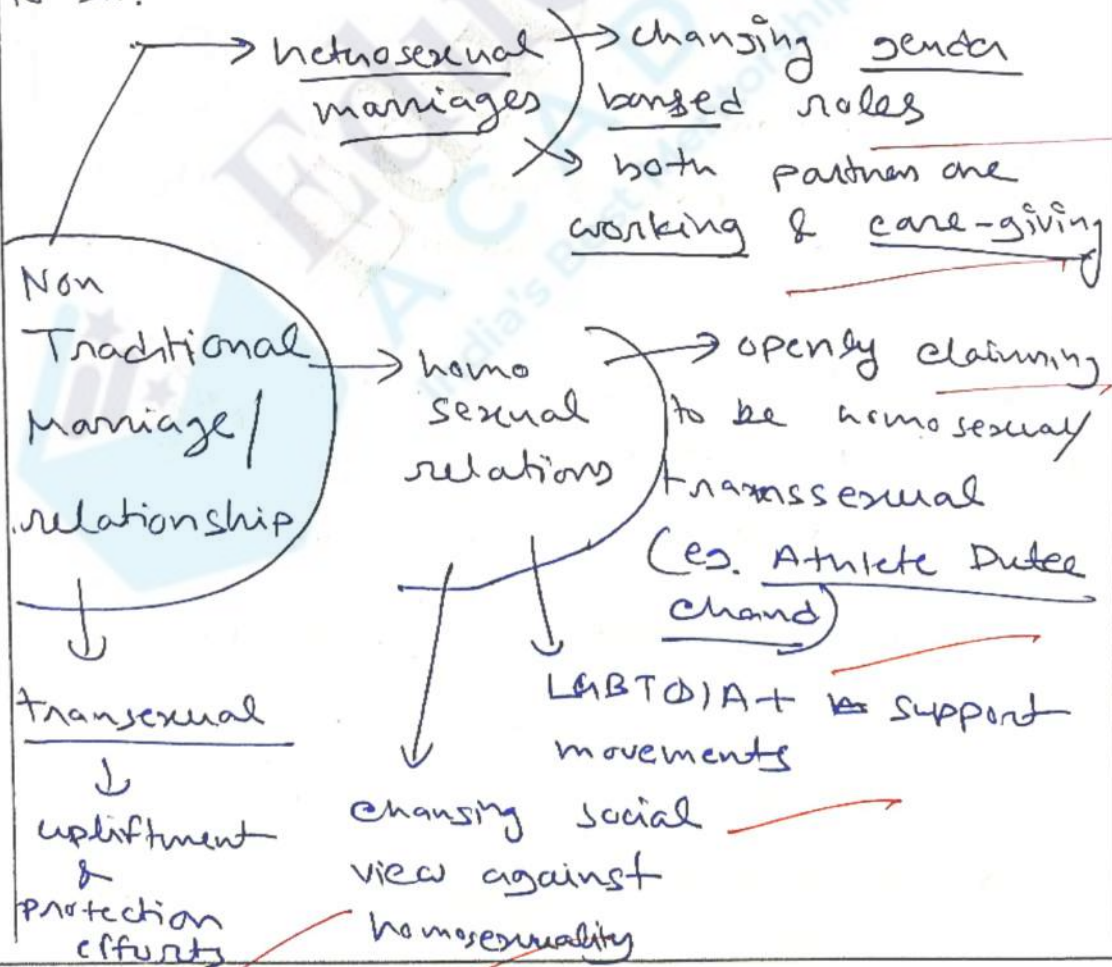 hetrosexual
marriages
changing gender
based roles
both partner are
working & care-giving
Non
Traditional
Marriage/
relationship
homo
sexual
relations
openly claiming
to be homosexual/
transsexual
(eg. Athlete Dutee
Chand)
LGBTQIA+ support
movements
changing social
view against
homosexuality
transexual
upliftment
&
protection
efforts